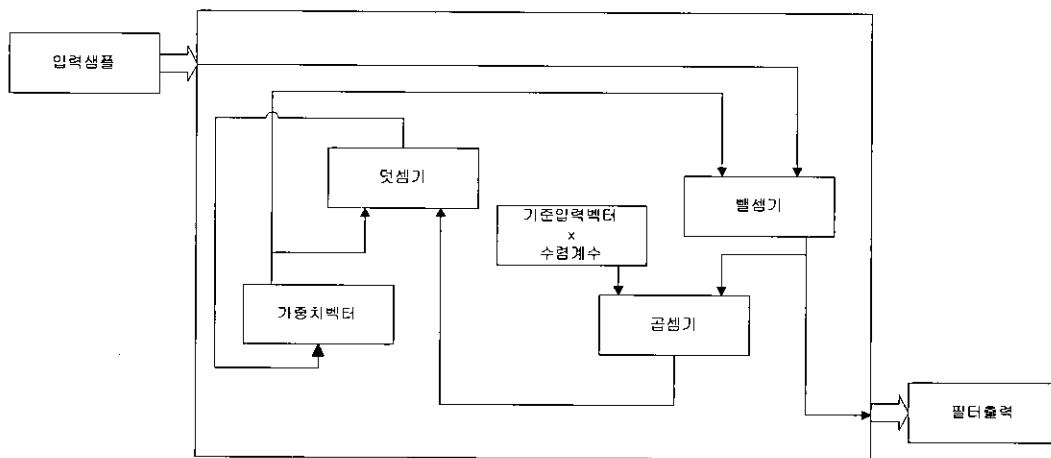 입력샘플
덧셈기
뺄셈기
기준입력벡터
x
수렴계수
가중치벡터
곱셈기
필터출력